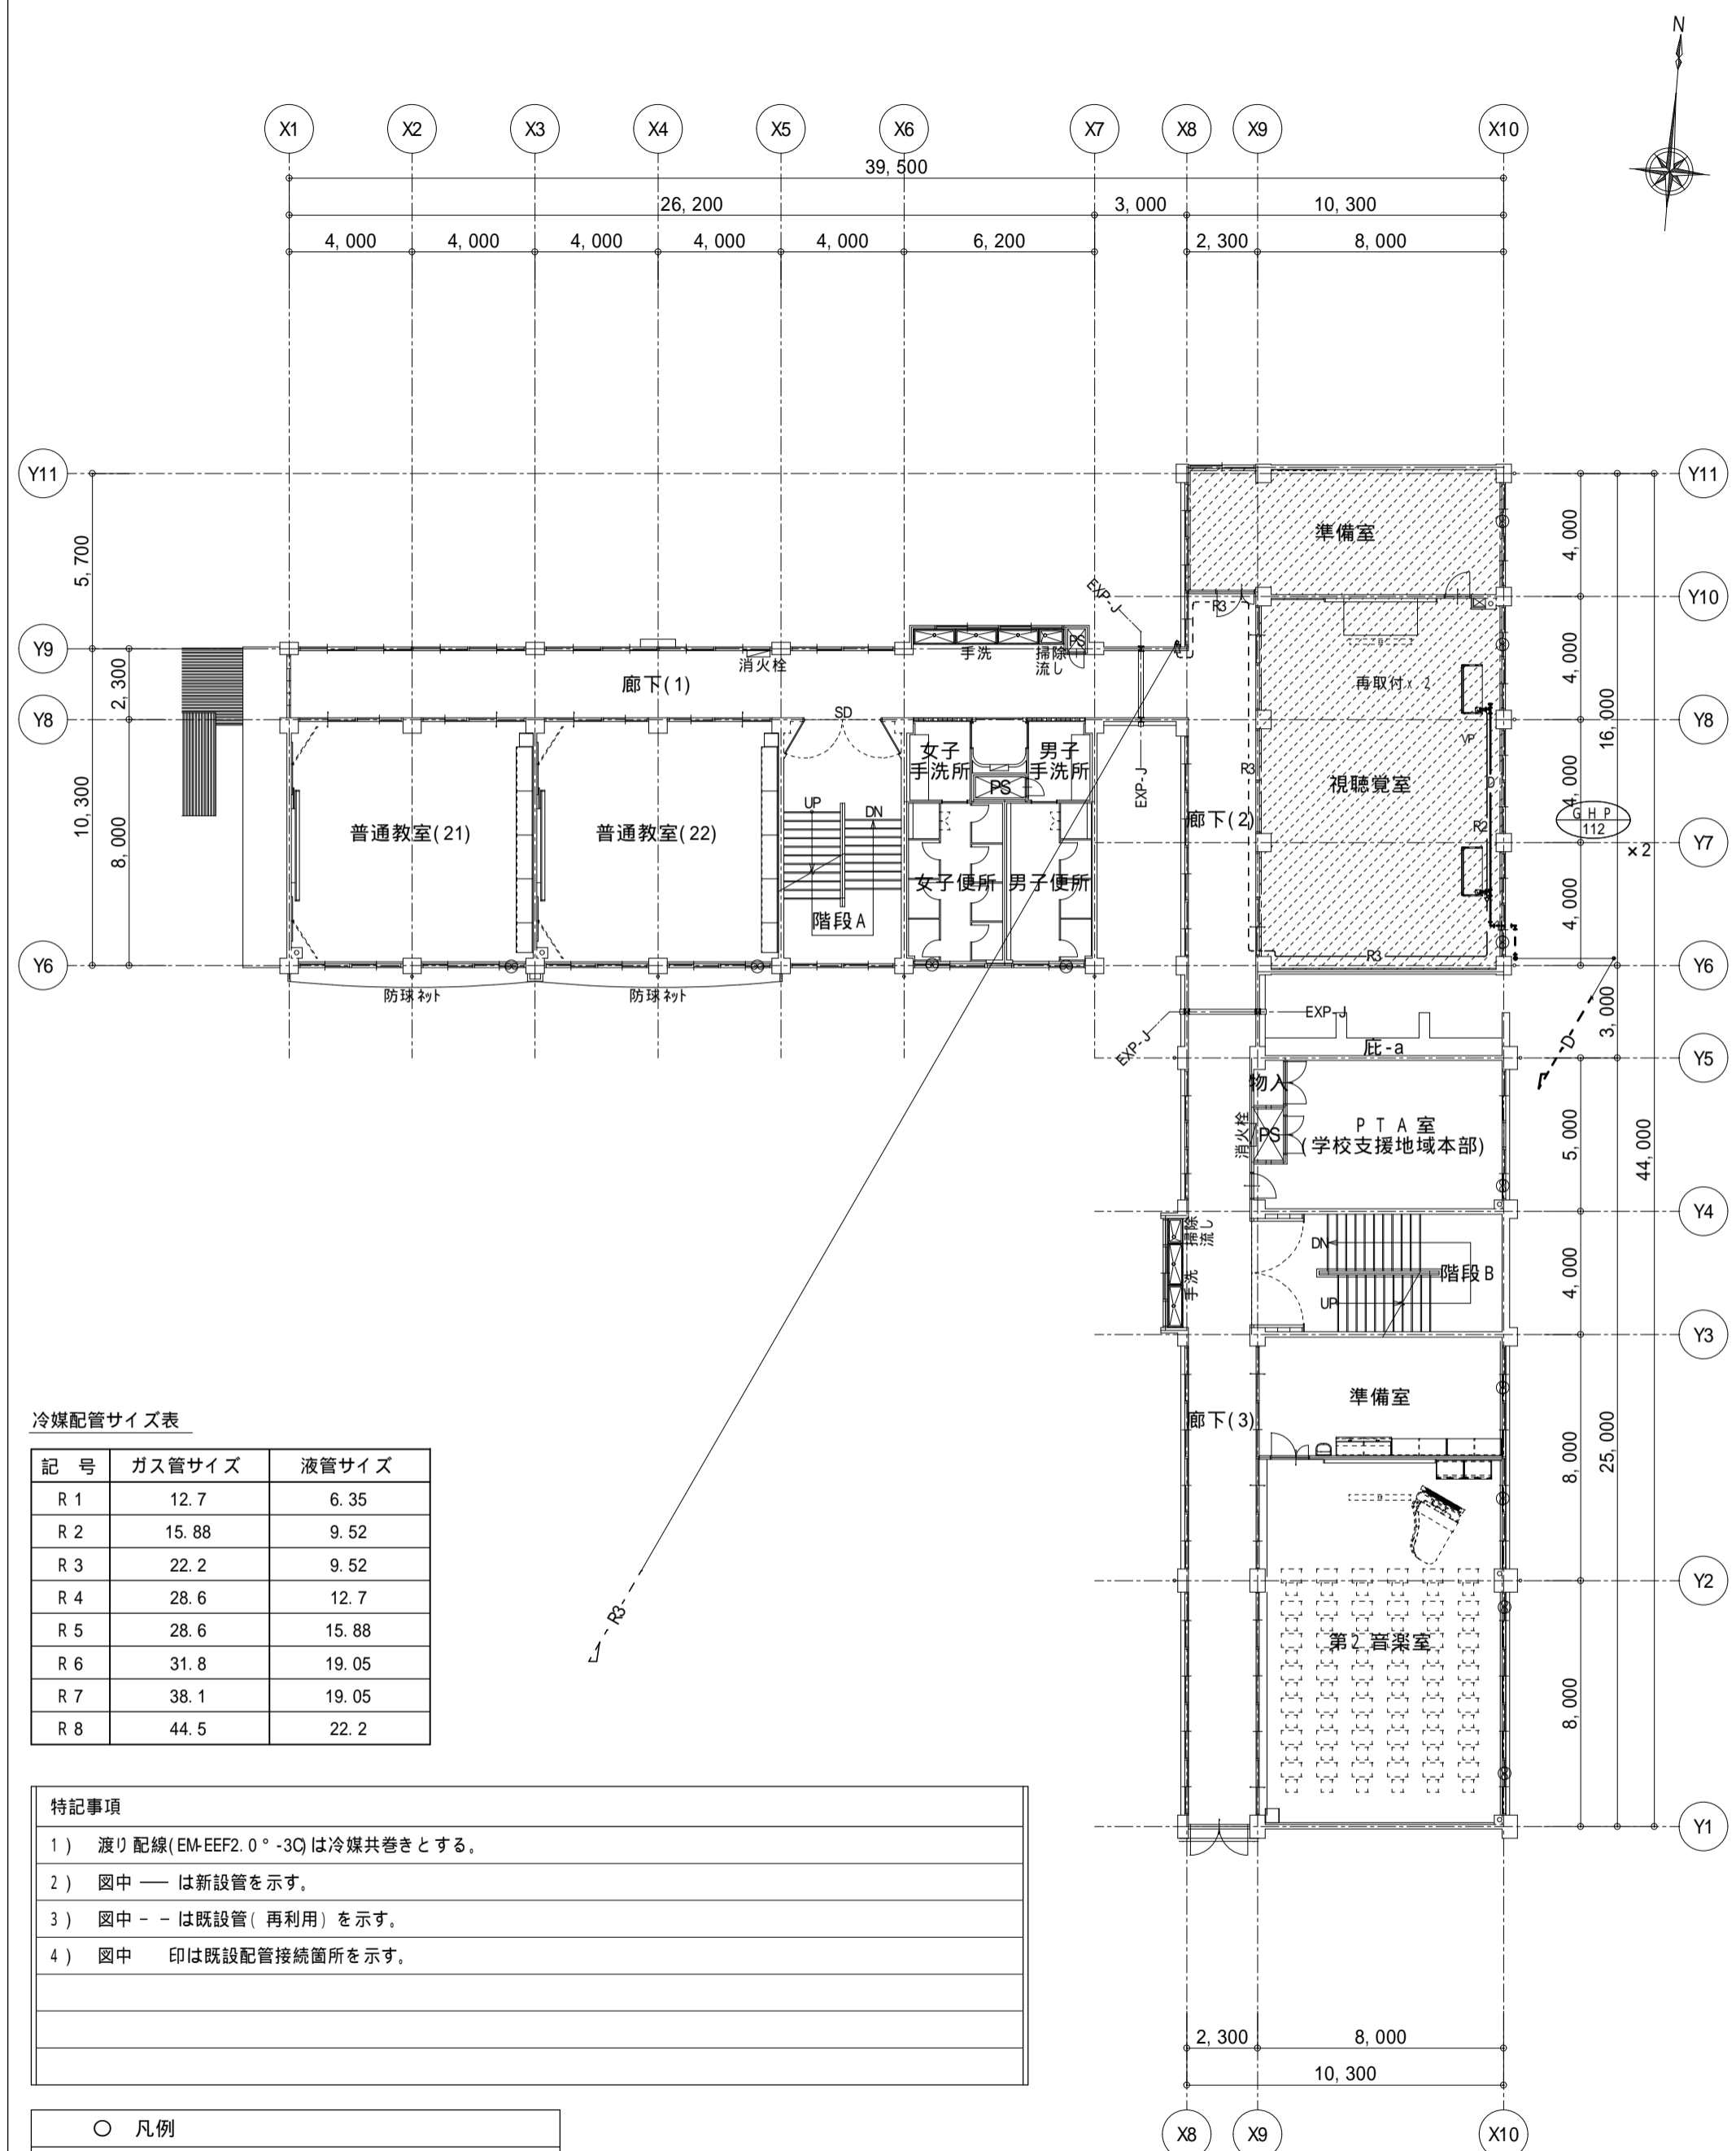 N
X1 X2 X3 X4 X5 X6 X7 X8 X9 X10
39,500
26,200 3,000 10,300
4,000 4,000 4,000 4,000 4,000 6,200 2,300 8,000
Y11 Y11
準備室
4,000
5,700
EXP-J
R3
Y10
Y9
手洗
掃除
流し
PS
消火栓
廊下(1)
再取付×2
4,000
2,300
16,000
Y8 Y8
SD
女子
手洗所
男子
手洗所
PS
EXP-J
VP
R3
D
視聴覚室
4,000
10,300
8,000
普通教室(21)
普通教室(22)
UP
DN
廊下(2)
R2
GHP
112
×2
Y7
女子便所
男子便所
階段A
4,000
R3
Y6 Y6
防球ネット
防球ネット
3,000
EXP-J
EXP-J
D
庇-a
Y5
物入
消火栓
PS
PTA室
(学校支援地域本部)
5,000
44,000
Y4
掃除
流し
手洗
DN
階段B
UP
4,000
Y3
準備室
廊下(3)
8,000
25,000
冷媒配管サイズ表
記 号 ガス管サイズ 液管サイズ
R1 12.7 6.35
R2 15.88 9.52
R3 22.2 9.52
R4 28.6 12.7
R5 28.6 15.88
R6 31.8 19.05
R7 38.1 19.05
R8 44.5 22.2
R3
Y2
第2音楽室
8,000
Y1
特記事項
1) 渡り配線(EM-EEF2.0°-3C)は冷媒共巻きとする。
2) 図中 ── は新設管を示す。
3) 図中 - - は既設管(再利用)を示す。
4) 図中 印は既設配管接続箇所を示す。
2,300 8,000
10,300
○ 凡例
X8 X9 X10